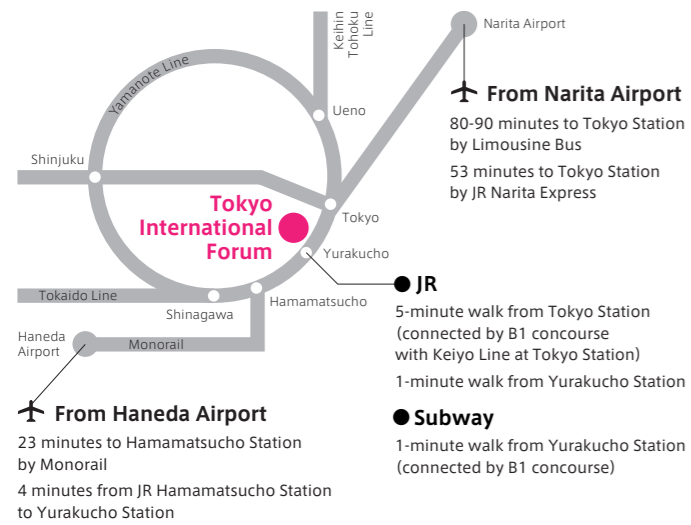 Keihin
Tohoku
Line
Narita Airport
Yamanote Line
From Narita Airport
80-90 minutes to Tokyo Station
by Limousine Bus
53 minutes to Tokyo Station
by JR Narita Express
Ueno
Shinjuku
Tokyo
International
Forum
Tokyo
Yurakucho
JR
5-minute walk from Tokyo Station
(connected by B1 concourse
with Keiyo Line at Tokyo Station)
1-minute walk from Yurakucho Station
Tokaido Line
Shinagawa
Hamamatsucho
Haneda
Airport
Monorail
From Haneda Airport
23 minutes to Hamamatsucho Station
by Monorail
4 minutes from JR Hamamatsucho Station
to Yurakucho Station
Subway
1-minute walk from Yurakucho Station
(connected by B1 concourse)